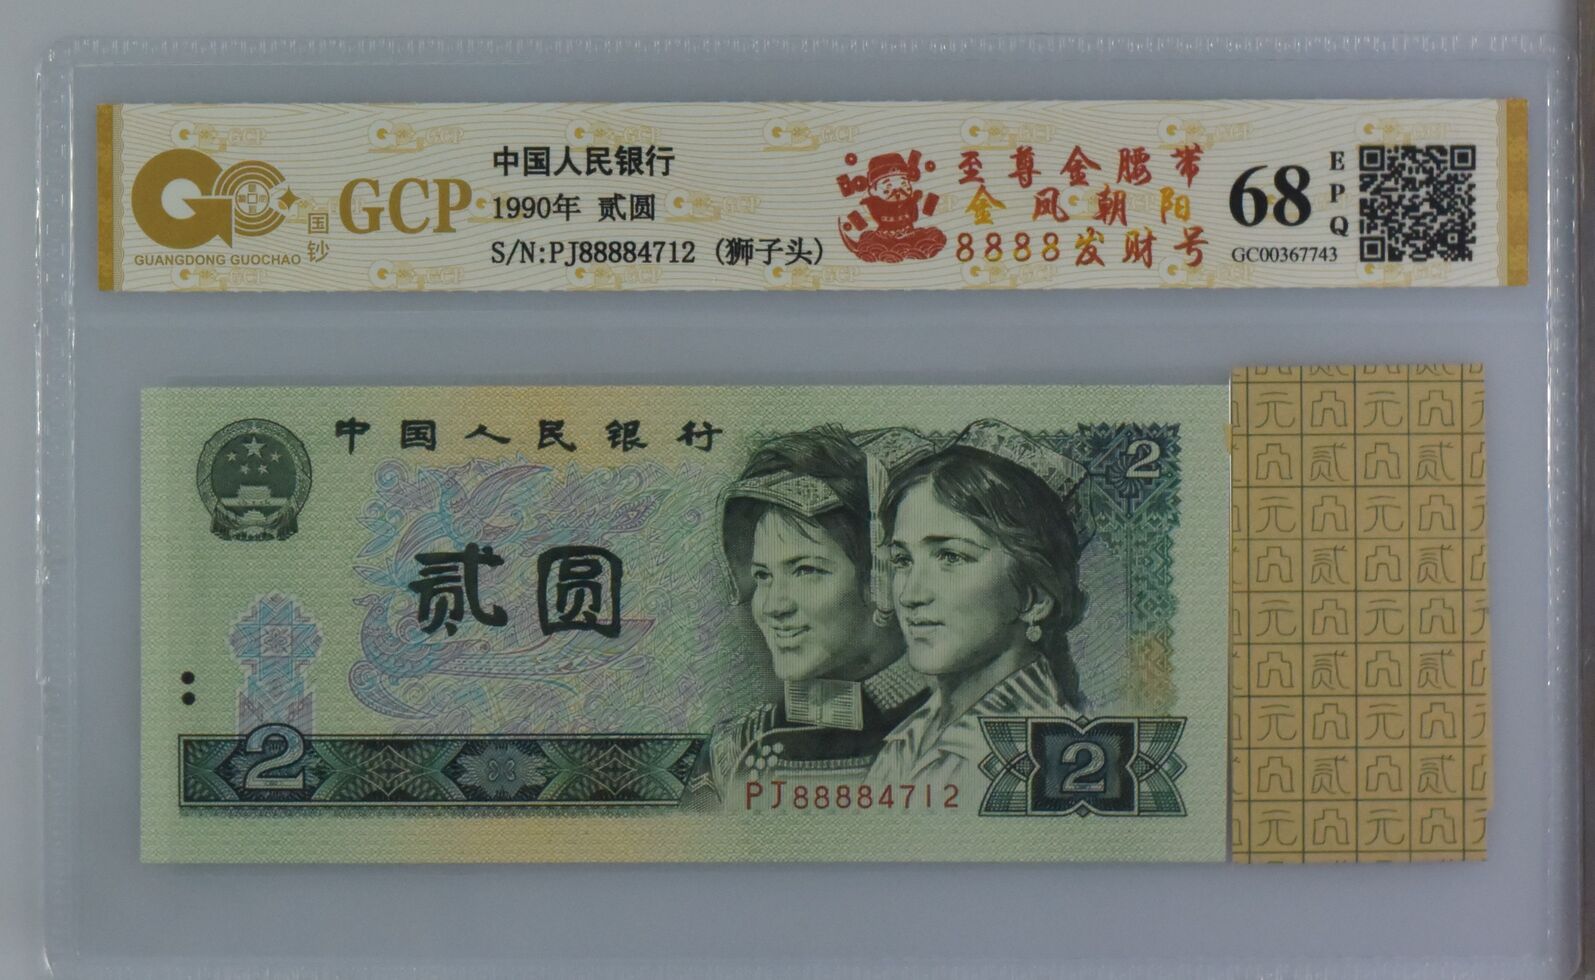 GCP
GUANGDONG GUOCHAO
国钞
中国人民银行
1990年 贰圆
S/N:PJ88884712 (狮子头)
至尊金腰带
金凤朝阳
8888发财号
68
EPQ
GC00367743
中国人民银行
2
贰圆
2
2
PJ88884712